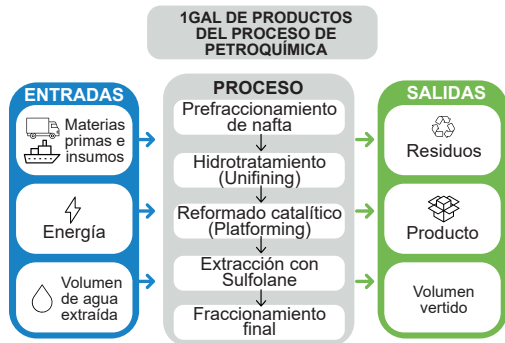 1GAL DE PRODUCTOS
DEL PROCESO DE
PETROQUÍMICA
ENTRADAS
Materias
primas e
insumos
Energía
Volumen
de agua
extraída
PROCESO
Prefraccionamiento
de nafta
Hidrotratamiento
(Unifining)
Reformado catalítico
(Platforming)
Extracción con
Sulfolane
Fraccionamiento
final
SALIDAS
Residuos
Producto
Volumen
vertido